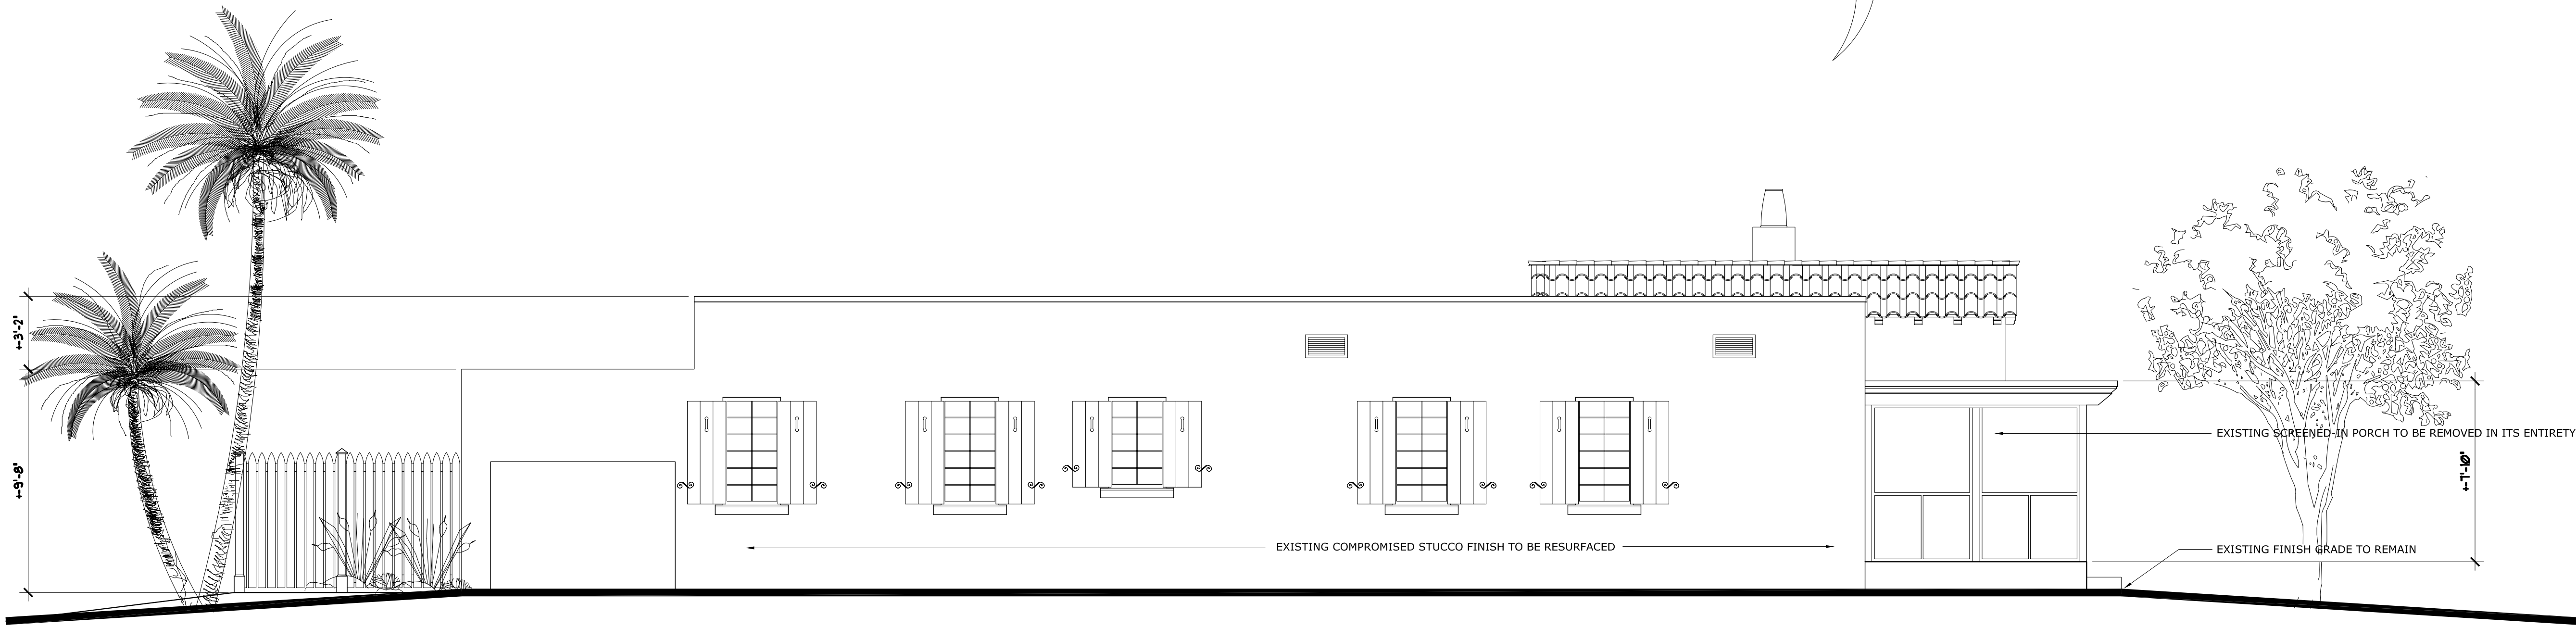 +-3'-2"
+-9'-8"
EXISTING COMPROMISED STUCCO FINISH TO BE RESURFACED
EXISTING SCREENED-IN PORCH TO BE REMOVED IN ITS ENTIRETY
+-7'-10"
EXISTING FINISH GRADE TO REMAIN